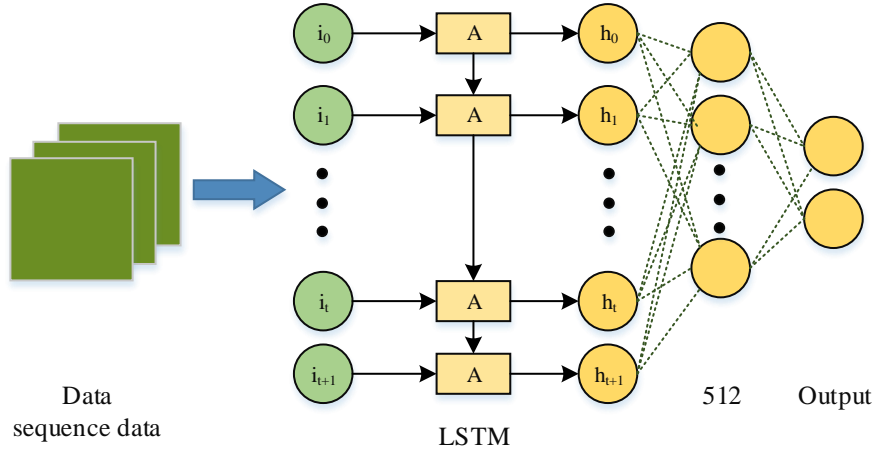 i0 A h0
i1 A h1
it A ht
it+1 A ht+1
Data
sequence data
LSTM
512
Output